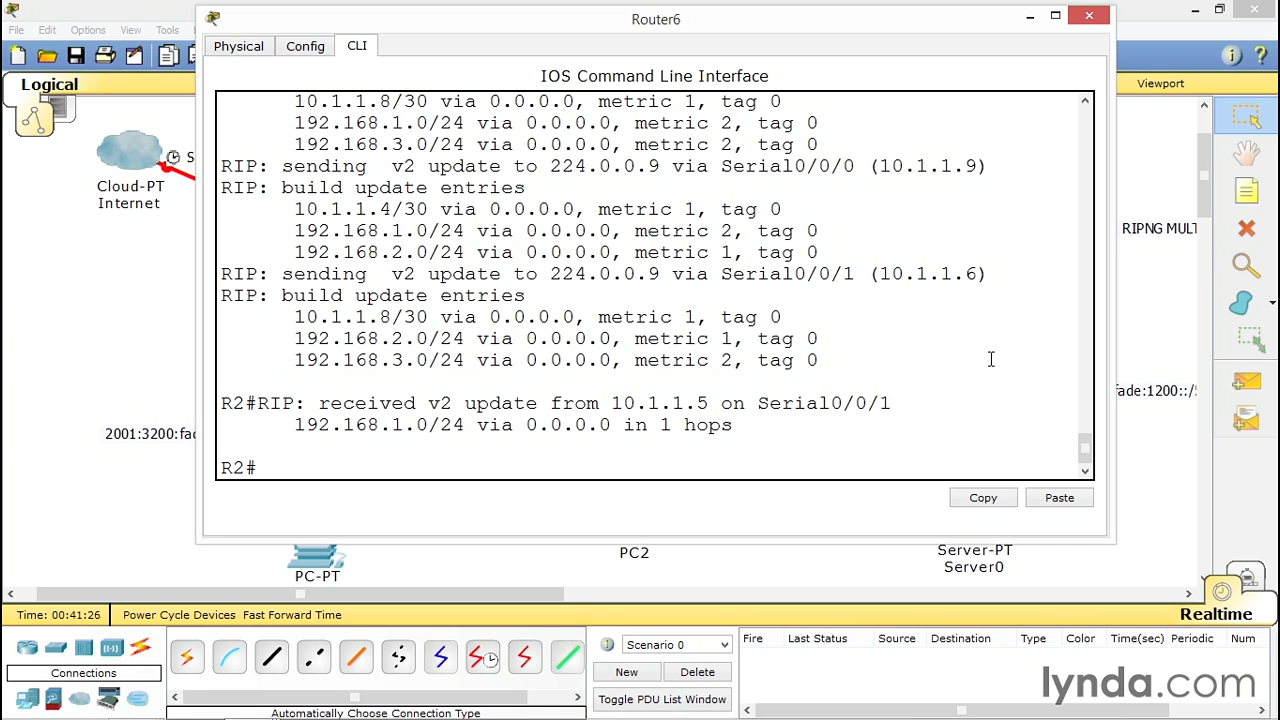 Router6
File Edit Options View Tools
Physical Config CLI
Logical
Viewport
IOS Command Line Interface
10.1.1.8/30 via 0.0.0.0, metric 1, tag 0
192.168.1.0/24 via 0.0.0.0, metric 2, tag 0
192.168.3.0/24 via 0.0.0.0, metric 2, tag 0
RIP: sending  v2 update to 224.0.0.9 via Serial0/0/0 (10.1.1.9)
RIP: build update entries
10.1.1.4/30 via 0.0.0.0, metric 1, tag 0
192.168.1.0/24 via 0.0.0.0, metric 2, tag 0
192.168.2.0/24 via 0.0.0.0, metric 1, tag 0
RIP: sending  v2 update to 224.0.0.9 via Serial0/0/1 (10.1.1.6)
RIP: build update entries
10.1.1.8/30 via 0.0.0.0, metric 1, tag 0
192.168.2.0/24 via 0.0.0.0, metric 1, tag 0
192.168.3.0/24 via 0.0.0.0, metric 2, tag 0
R2#RIP: received v2 update from 10.1.1.5 on Serial0/0/1
192.168.1.0/24 via 0.0.0.0 in 1 hops
R2#
Copy Paste
S
Cloud-PT
Internet
RIPNG MULT
fade:1200::/
2001:3200:fa
PC-PT
PC2
Server-PT
Server0
Time: 00:41:26 Power Cycle Devices Fast Forward Time
Realtime
Connections
Automatically Choose Connection Type
Scenario 0
New Delete
Toggle PDU List Window
Fire Last Status Source Destination Type Color Time(sec) Periodic Num
lynda.com